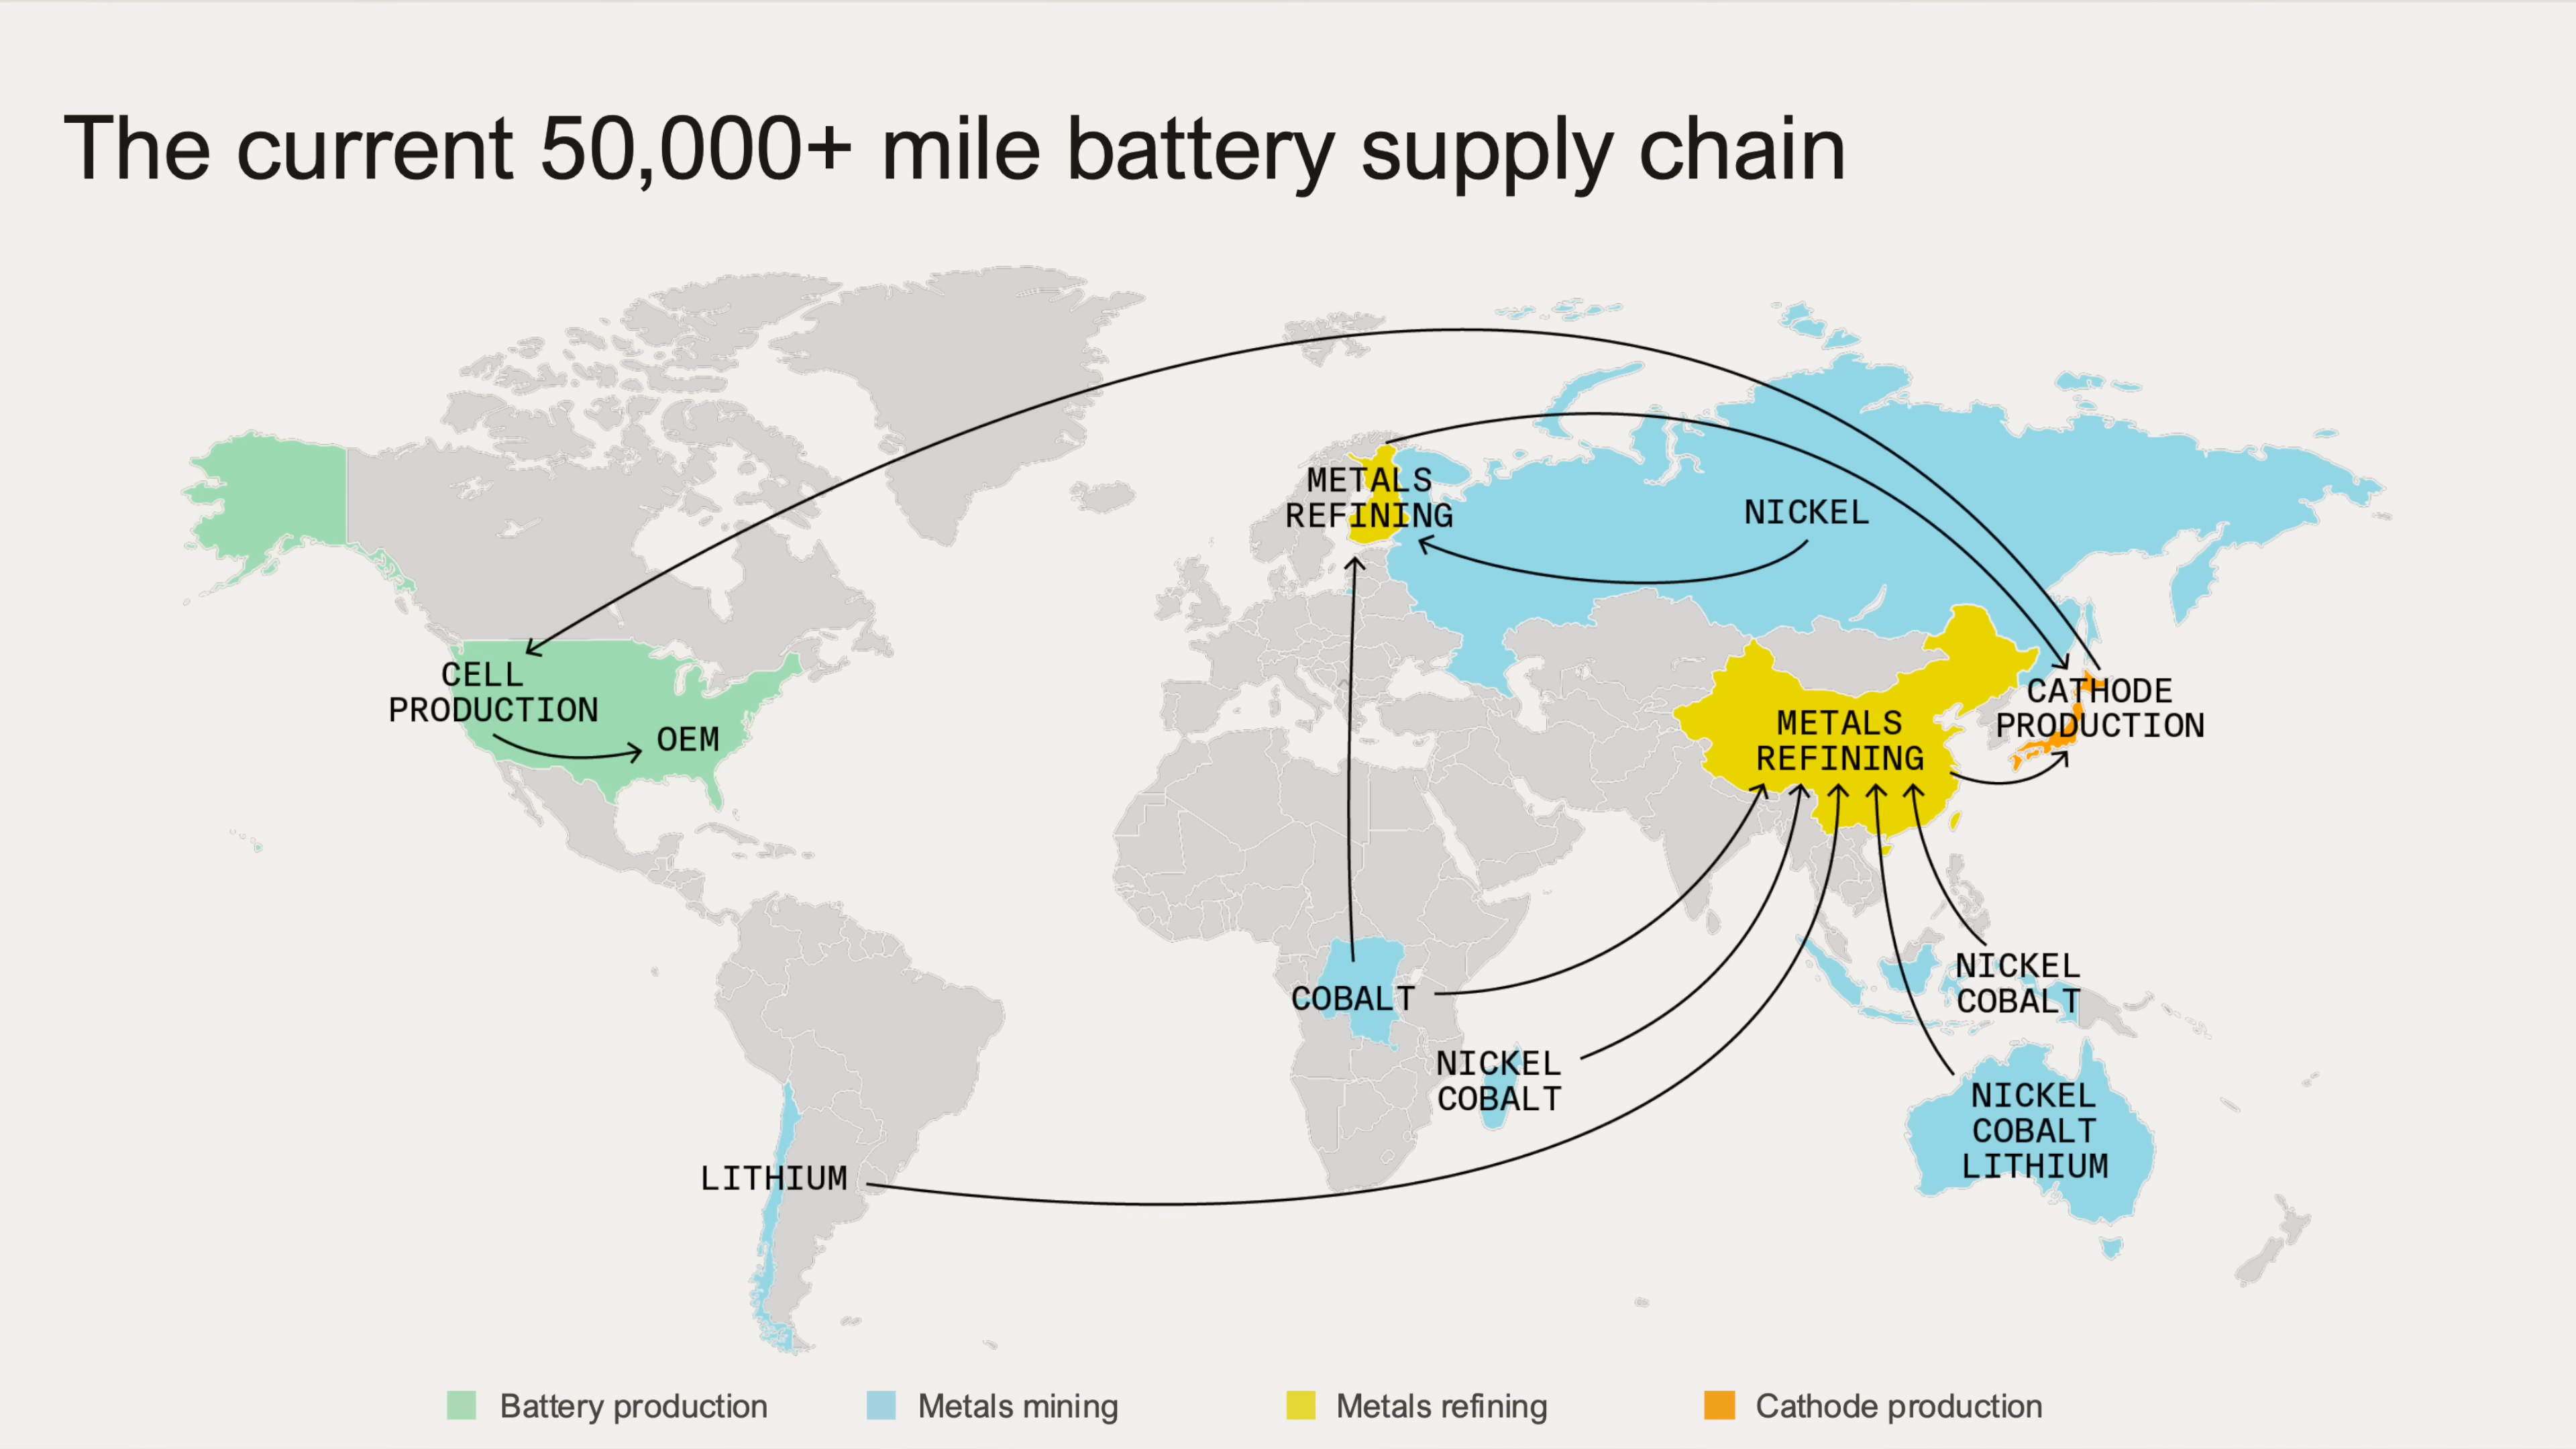 The current 50,000+ mile battery supply chain
METALS
REFINING
NICKEL
CELL
PRODUCTION
OEM
METALS
REFINING
CATHODE
PRODUCTION
COBALT
NICKEL
COBALT
NICKEL
COBALT
LITHIUM
NICKEL
COBALT
LITHIUM
Battery production
Metals mining
Metals refining
Cathode production